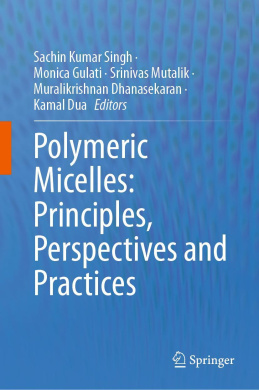 Sachin Kumar Singh ·
Monica Gulati · Srinivas Mutalik ·
Muralikrishnan Dhanasekaran ·
Kamal Dua Editors
Polymeric
Micelles:
Principles,
Perspectives and
Practices
Springer